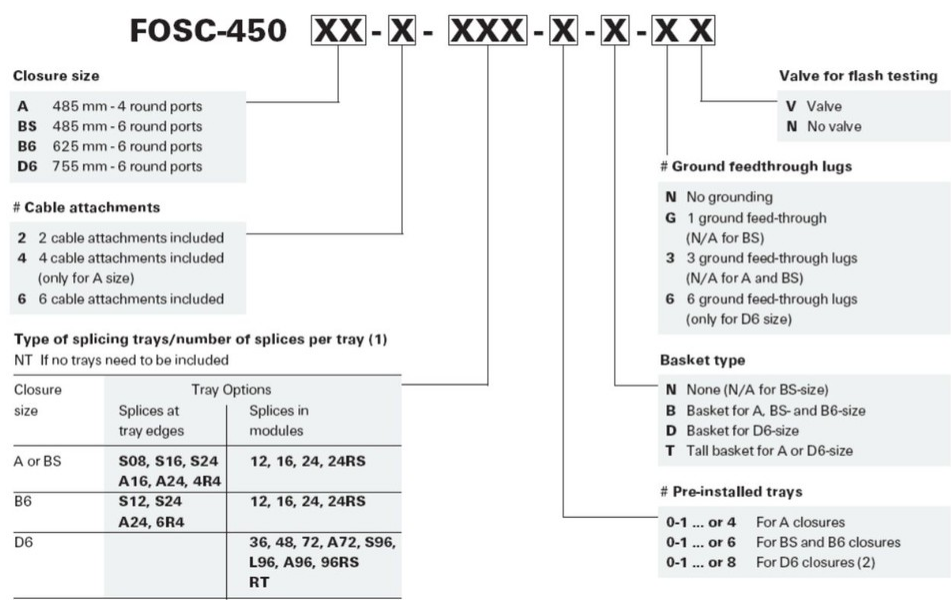 FOSC-450 XX - X - XXX - X - X - X X
Closure size
A 485 mm - 4 round ports
BS 485 mm - 6 round ports
B6 625 mm - 6 round ports
D6 755 mm - 6 round ports
# Cable attachments
2 2 cable attachments included
4 4 cable attachments included
(only for A size)
6 6 cable attachments included
Type of splicing trays/number of splices per tray (1)
NT If no trays need to be included
Closure Tray Options
size Splices at Splices in
tray edges modules
A or BS S08, S16, S24 12, 16, 24, 24RS
A16, A24, 4R4
B6 S12, S24 12, 16, 24, 24RS
A24, 6R4
D6 36, 48, 72, A72, S96,
L96, A96, 96RS
RT
Valve for flash testing
V Valve
N No valve
# Ground feedthrough lugs
N No grounding
G 1 ground feed-through
(N/A for BS)
3 3 ground feed-through lugs
(N/A for A and BS)
6 6 ground feed-through lugs
(only for D6 size)
Basket type
N None (N/A for BS-size)
B Basket for A, BS- and B6-size
D Basket for D6-size
T Tall basket for A or D6-size
# Pre-installed trays
0-1 ... or 4 For A closures
0-1 ... or 6 For BS and B6 closures
0-1 ... or 8 For D6 closures (2)